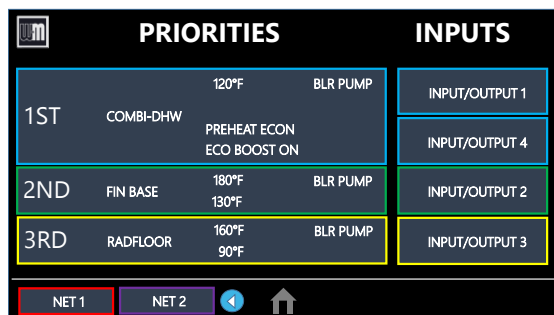 WM PRIORITIES INPUTS
120°F BLR PUMP INPUT/OUTPUT 1
1ST COMBI-DHW
PREHEAT ECON INPUT/OUTPUT 4
ECO BOOST ON
2ND FIN BASE 180°F BLR PUMP INPUT/OUTPUT 2
130°F
3RD RADFLOOR 160°F BLR PUMP INPUT/OUTPUT 3
90°F
NET 1 NET 2